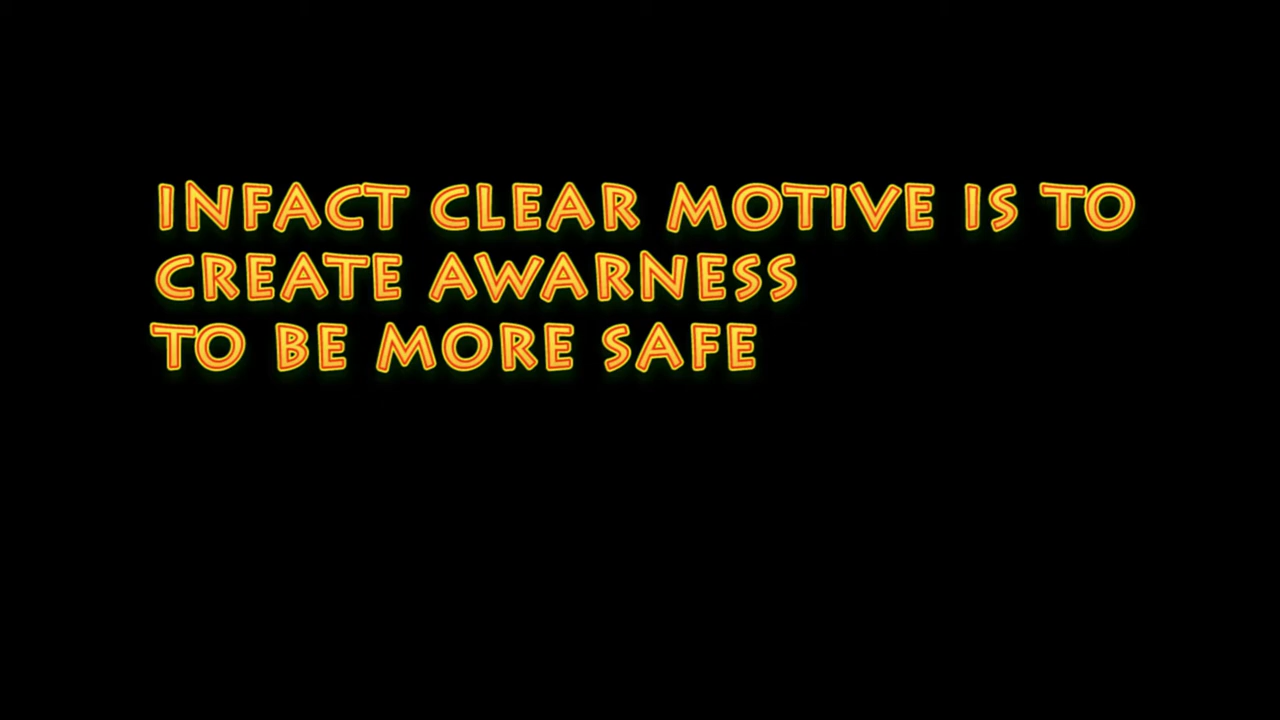 INFACT CLEAR MOTIVE IS TO
CREATE AWARNESS
TO BE MORE SAFE